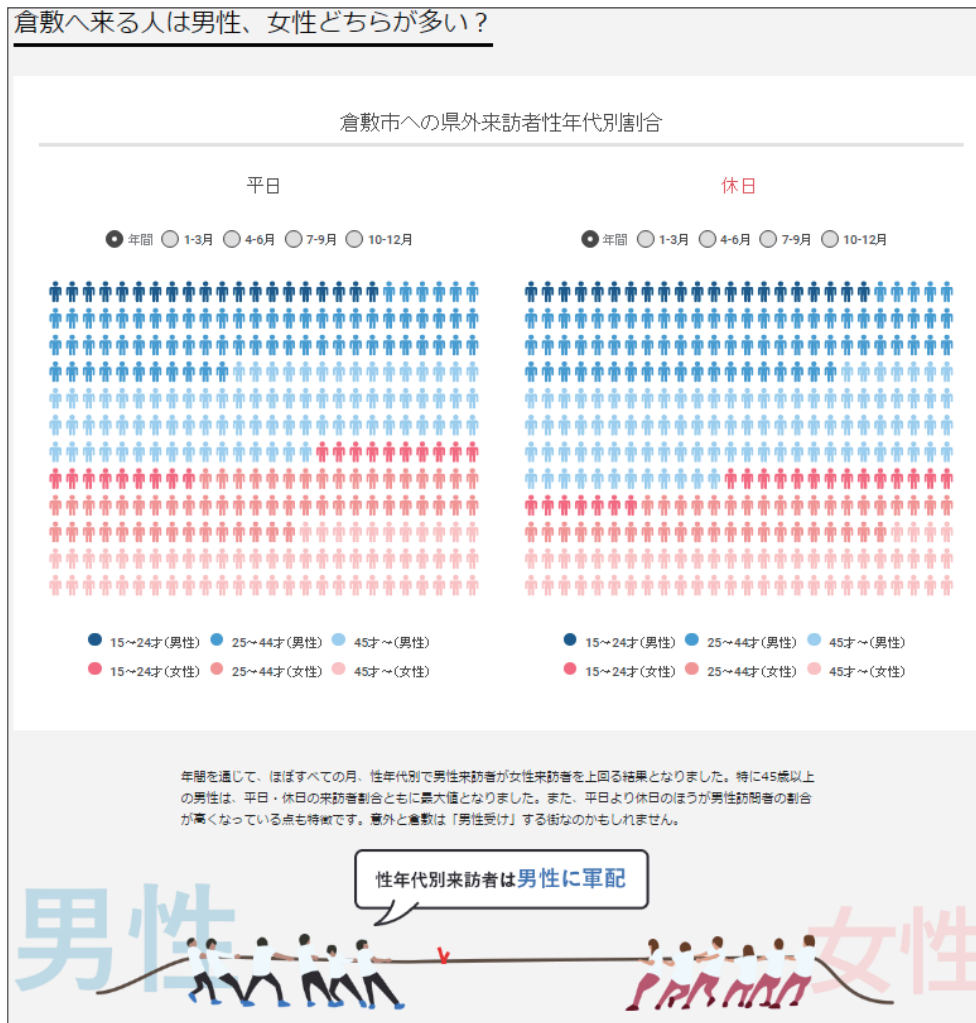 倉敷へ来る人は男性、女性どちらが多い？
倉敷市への県外来訪者性年代別割合
平日
年間 1-3月 4-6月 7-9月 10-12月
15～24才(男性) 25～44才(男性) 45才～(男性)
15～24才(女性) 25～44才(女性) 45才～(女性)
休日
年間 1-3月 4-6月 7-9月 10-12月
15～24才(男性) 25～44才(男性) 45才～(男性)
15～24才(女性) 25～44才(女性) 45才～(女性)
年間を通じて、ほぼすべての月、性年代別で男性来訪者が女性来訪者を上回る結果となりました。特に45歳以上
の男性は、平日・休日の来訪者割合ともに最大値となりました。また、平日より休日のほうが男性訪問者の割合
が高くなっている点も特徴です。意外と倉敷は「男性受け」する街なのかもしれません。
性年代別来訪者は男性に軍配
男性
女性